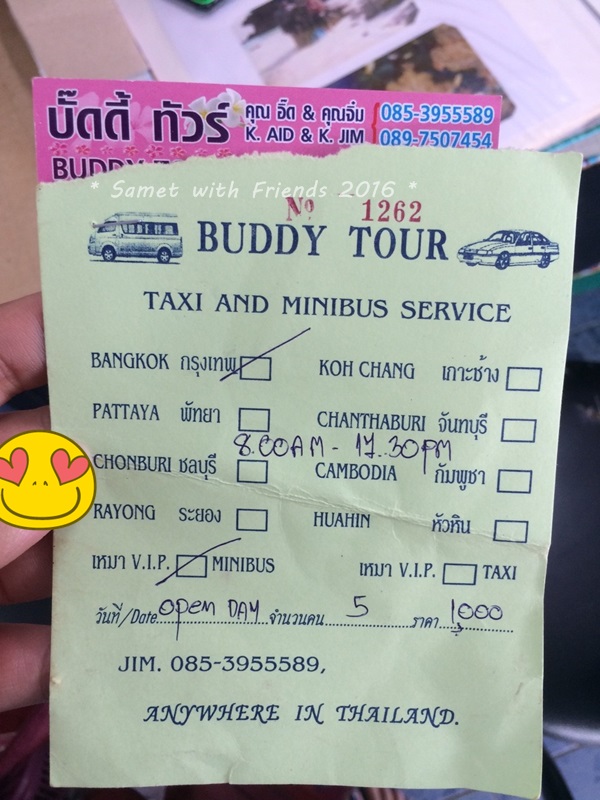 บั๊ดดี้ ทัวร์ คุณ อิ๊ด & คุณจิ๋ม 085-3955589
K. AID & K. JIM 089-7507454
BUDDY
* Samet with Friends 2016 *
No 1262
BUDDY TOUR
TAXI AND MINIBUS SERVICE
BANGKOK กรุงเทพ KOH CHANG เกาะช้าง
PATTAYA พัทยา CHANTHABURI จันทบุรี
8.00AM - 17.30PM
CHONBURI ชลบุรี CAMBODIA กัมพูชา
RAYONG ระยอง HUAHIN หัวหิน
เหมา V.I.P. MINIBUS เหมา V.I.P. TAXI
วันที่/Date open DAY จำนวนคน 5 ราคา 1,000
JIM. 085-3955589,
ANYWHERE IN THAILAND.